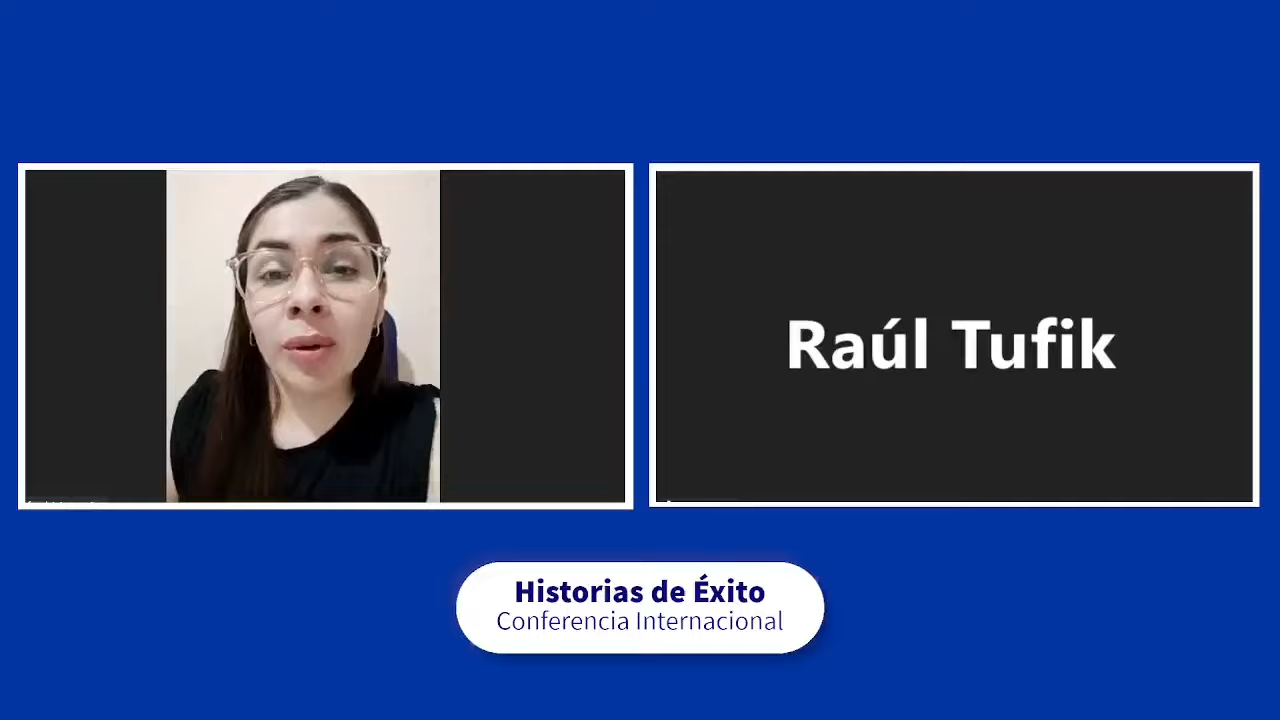 Raúl Tufik
Historias de Éxito
Conferencia Internacional